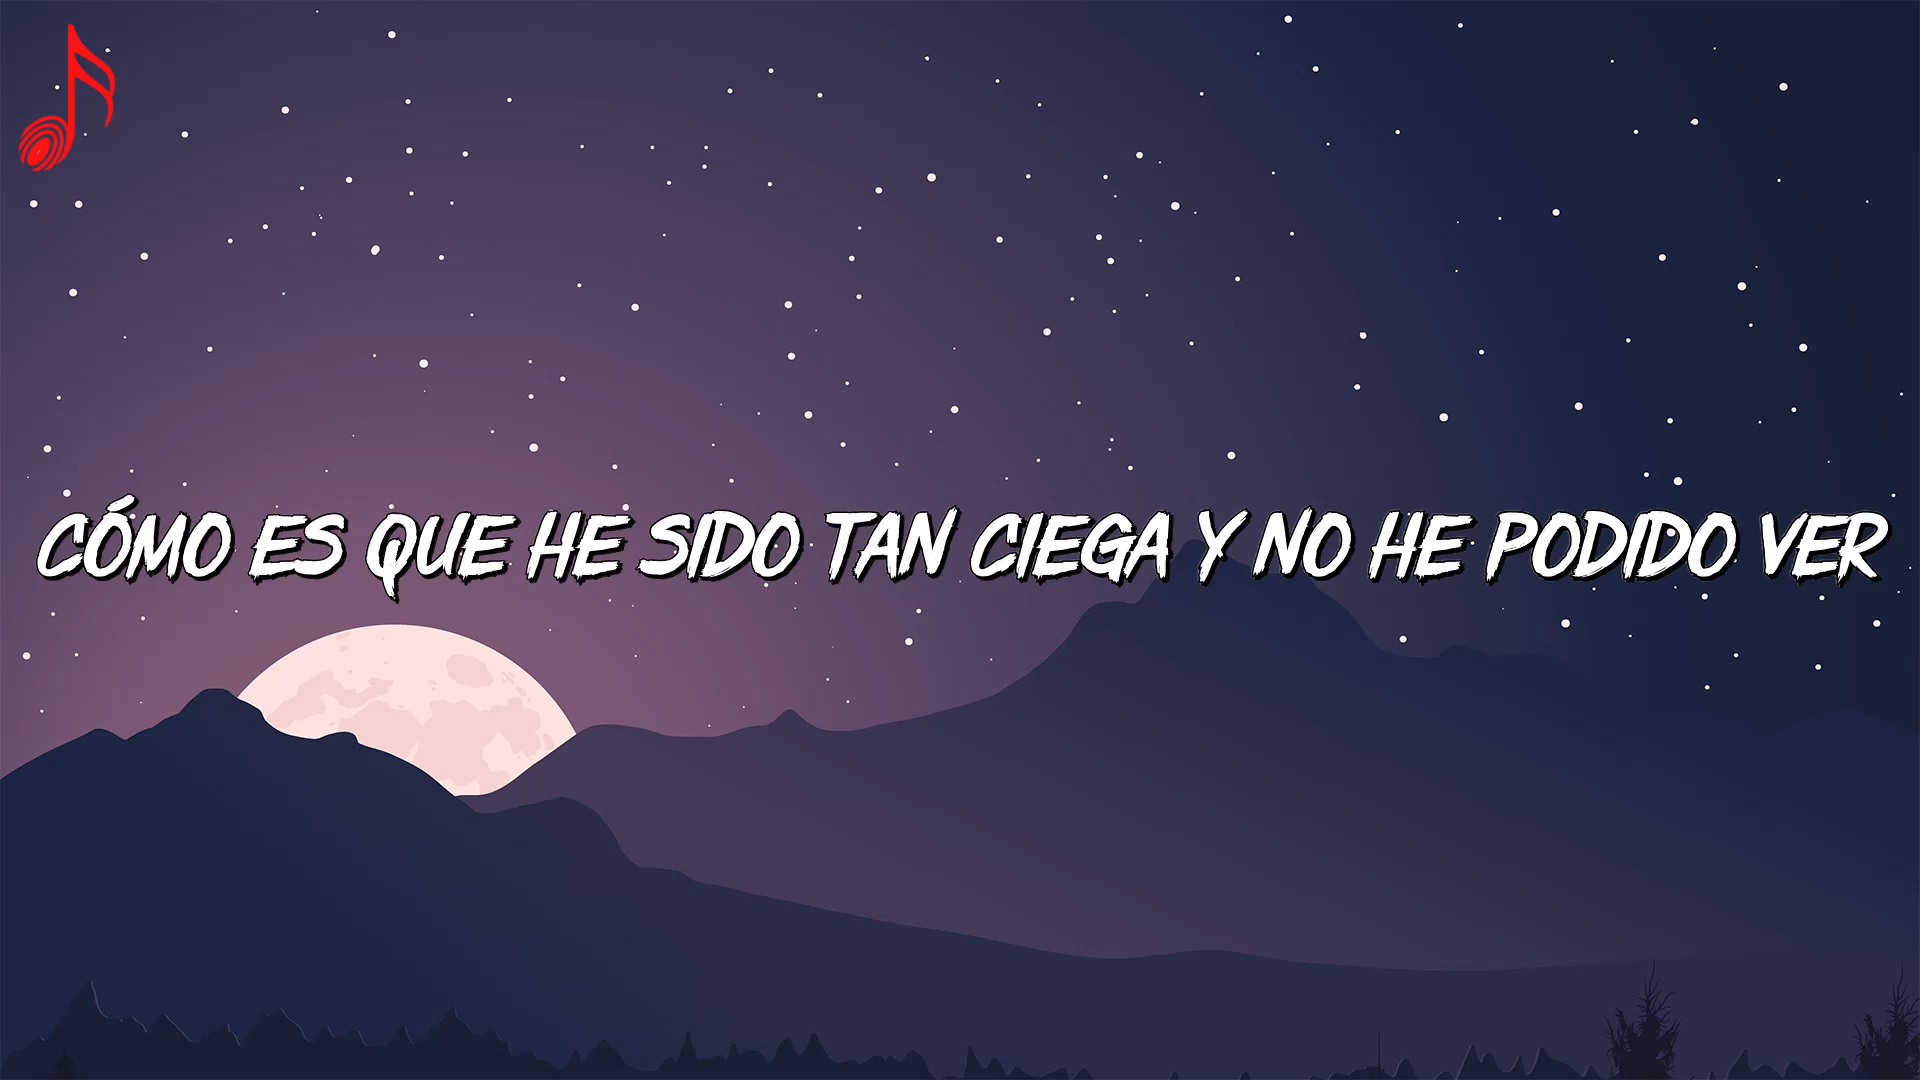 CÓMO ES QUE HE SIDO TAN CIEGA Y NO HE PODIDO VER